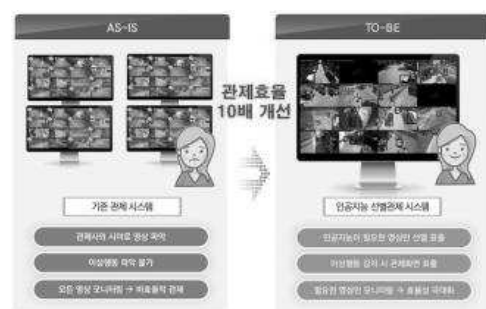 AS-IS
기존 관제 시스템
관제사의 시야로 영상 파악
이상행동 파악 불가
모든 영상 모니터링 → 비효율적 관제
관제효율
10배 개선
TO-BE
인공지능 선별관제 시스템
인공지능이 필요한 영상만 선별 표출
이상행동 감지 시 관제화면 표출
필요한 영상만 모니터링 → 효율성 극대화